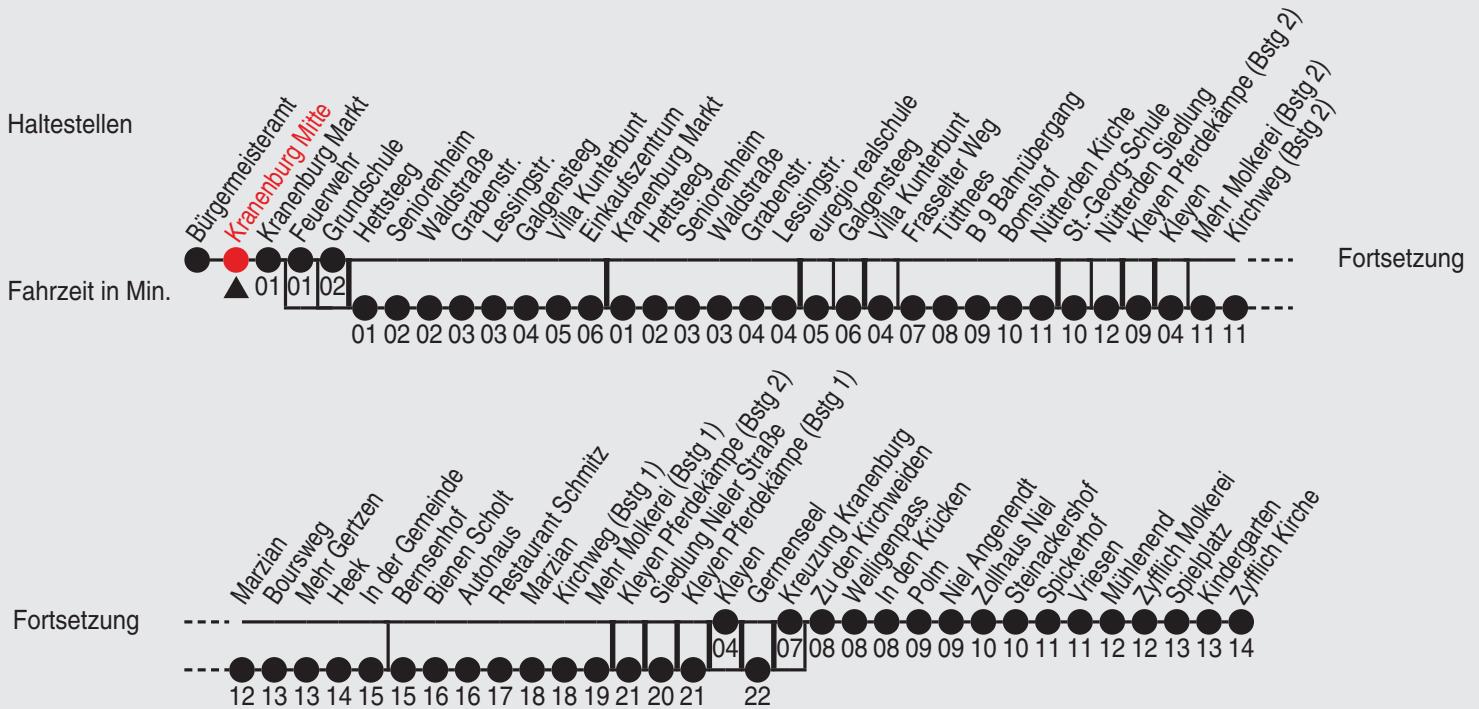 Haltestellen
Bürgermeisteramt
Kranenburg Mitte
Kranenburg Markt
Feuerwehr
Grundschule
Hettsteeg
Seniorenheim
Waldstraße
Grabenstr.
Lessingstr.
Galgensteeg
Villa Kunterbunt
Einkaufszentrum
Kranenburg Markt
Hettsteeg
Seniorenheim
Waldstraße
Grabenstr.
Lessingstr.
euregio realschule
Galgensteeg
Villa Kunterbunt
Frasselter Weg
Tütthees
B 9 Bahnübergang
Bomshof
Nütterden Kirche
St.-Georg-Schule
Nütterden Siedlung
Kleyen Pferdekämpe (Bstg 2)
Kleyen
Mehr Molkerei (Bstg 2)
Kirchweg (Bstg 2)
Fortsetzung
Fahrzeit in Min.
01 01 02
01 02 02 03 03 04 05 06 01 02 03 03 04 04 05 06 04 07 08 09 10 11 10 12 09 04 11 11
Fortsetzung
Marzian
Boursweg
Mehr Gertzen
Heek
In der Gemeinde
Bernsenhof
Bienen Scholt
Autohaus
Restaurant Schmitz
Marzian
Kirchweg (Bstg 1)
Mehr Molkerei (Bstg 1)
Kleyen Pferdekämpe (Bstg 2)
Siedlung Nieler Straße
Kleyen Pferdekämpe (Bstg 1)
Kleyen
Germenseel
Kreuzung Kranenburg
Zu den Kirchweiden
Welligenpass
In den Krücken
Polm
Niel Angenendt
Zollhaus Niel
Steinackershof
Spickerhof
Vriesen
Mühlenend
Zyfflich Molkerei
Spielplatz
Kindergarten
Zyfflich Kirche
04 07 08 08 08 09 09 10 10 11 11 12 12 13 13 14
12 13 13 14 15 15 16 16 17 18 18 19 21 20 21 22